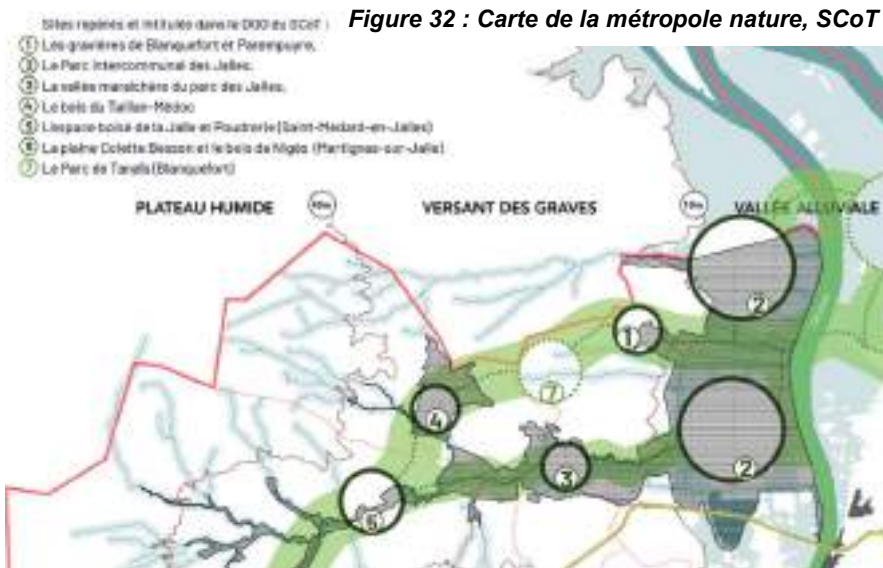 Figure 32 : Carte de la métropole nature, SCoT
Sites repérés et intitulés dans le DOO du SCoT :
1 Les gravières de Blanquefort et Parempuyre,
2 Le Parc intercommunal des Jalles,
3 La vallée maraîchère du parc des Jalles,
4 Le bois du Taillan-Médoc
5 L'espace boisé de la Jalle et Poudrerie (Saint-Médard-en-Jalles)
6 La plaine Colette Besson et le bois de Nigès (Martignas-sur-Jalle)
7 Le Parc de Tanaïs (Blanquefort)
PLATEAU HUMIDE
VERSANT DES GRAVES
10m
VALLÉE ALLUVIALE
2
1
7
4
2
3